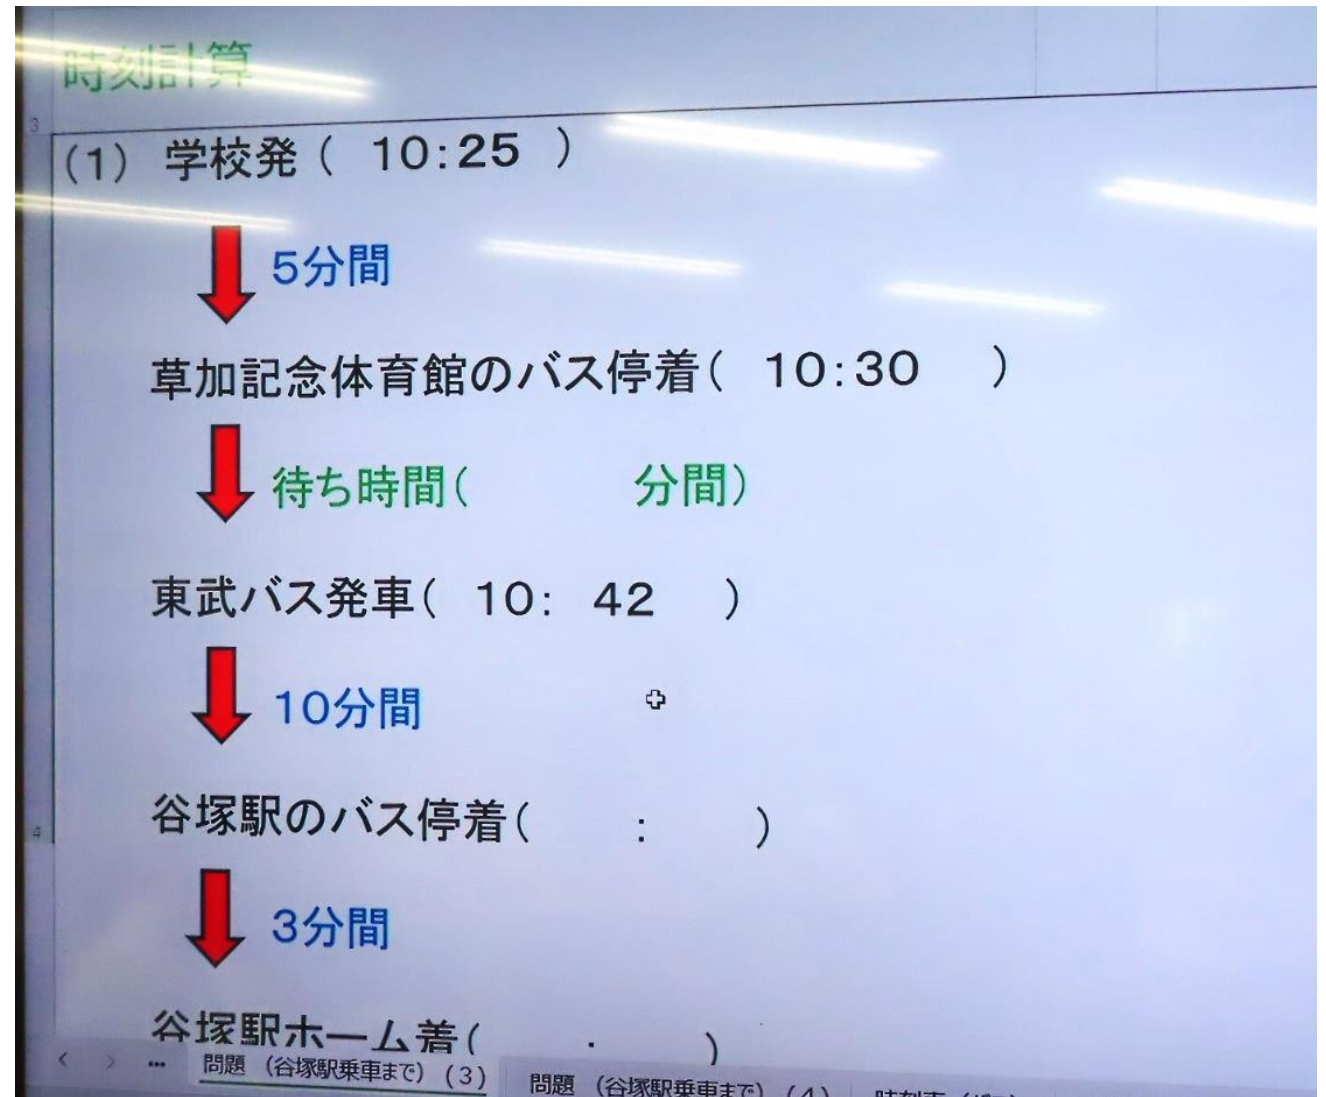 時刻計算
3
(1) 学校発( 10:25 )
5分間
草加記念体育館のバス停着( 10:30 )
待ち時間( 分間)
東武バス発車( 10: 42 )
10分間
谷塚駅のバス停着( : )
4
3分間
谷塚駅ホーム着( : )
< > ··· 問題 (谷塚駅乗車まで) (3) 問題 (谷塚駅乗車まで) (4)